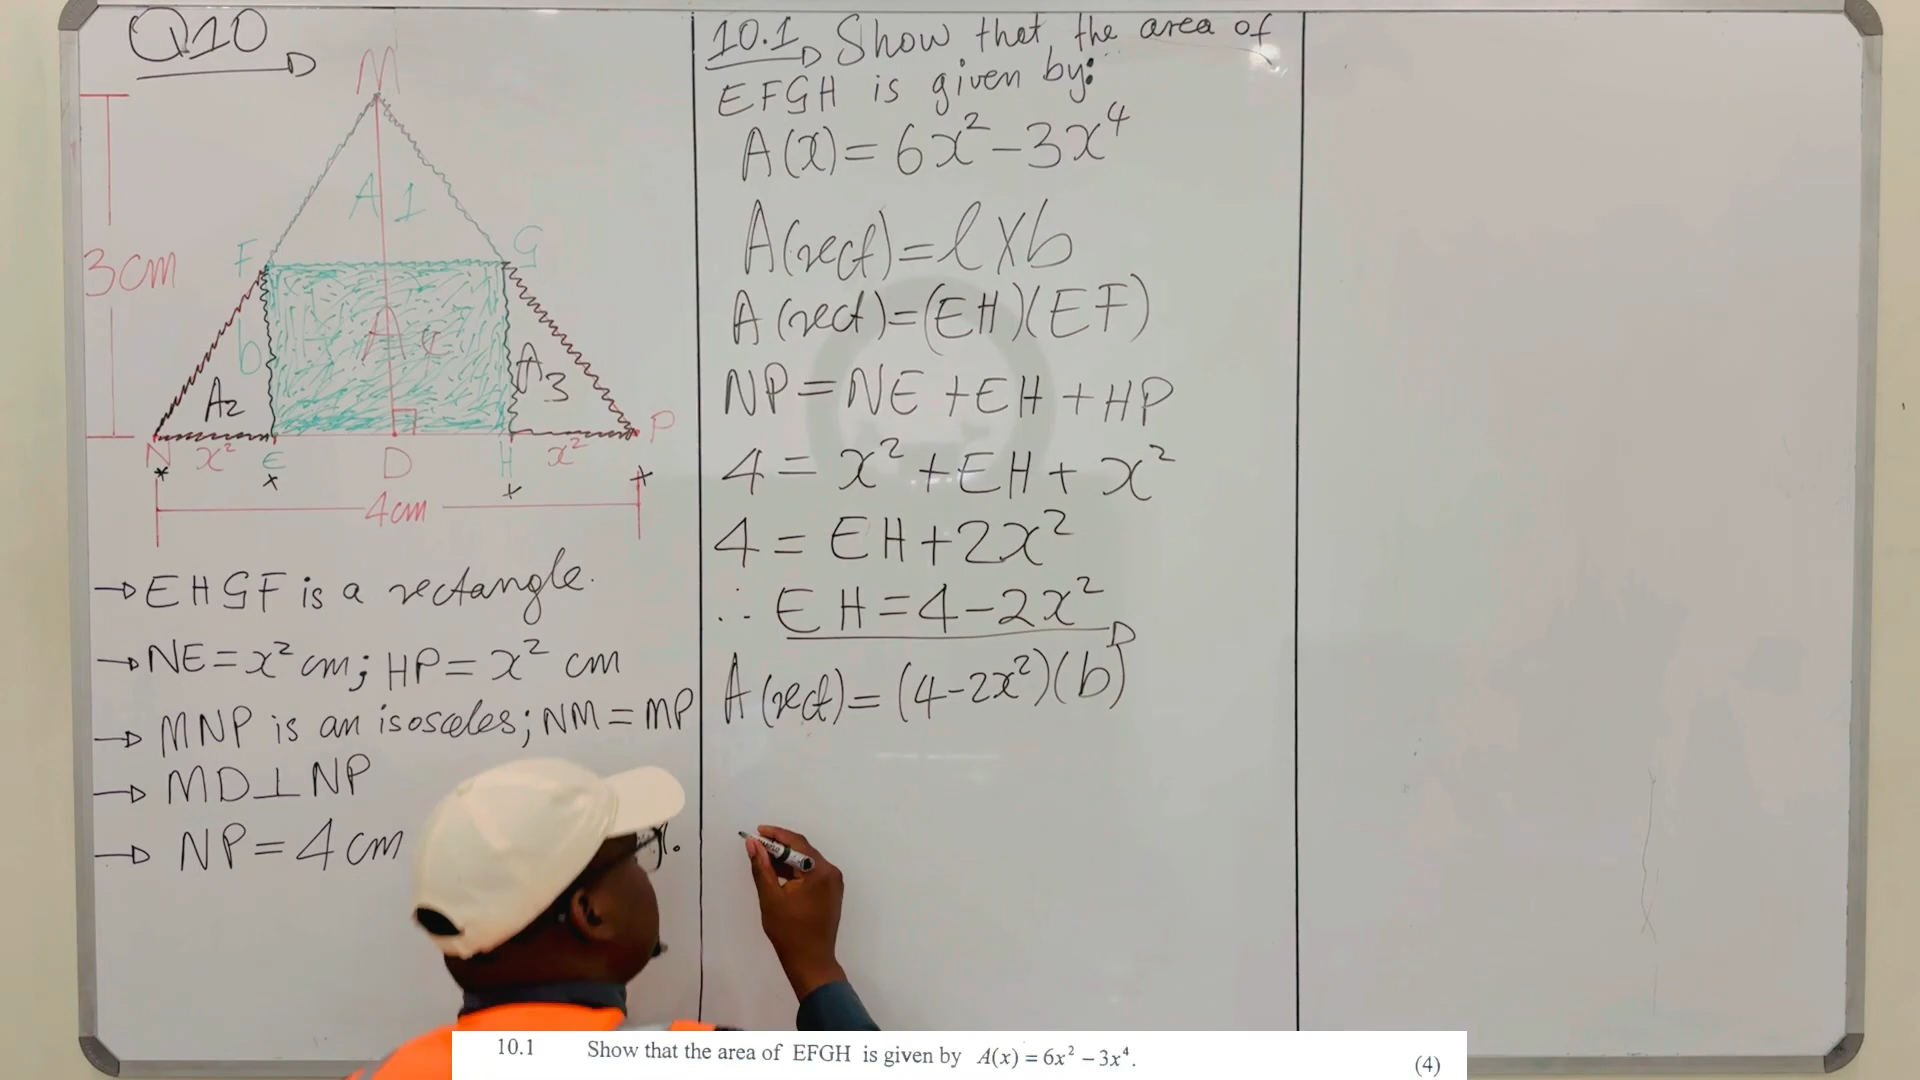 Q10
M
A1
F
G
3cm
b
A4
A2
A3
N x² E D H x² P
4cm
→ EHGF is a rectangle.
→ NE = x² cm; HP = x² cm
→ MNP is an isosceles; NM = MP
→ MD⊥NP
→ NP = 4cm
10.1 Show that the area of
EFGH is given by:
A(x) = 6x² - 3x⁴
A(rect) = l x b
A(rect) = (EH)(EF)
NP = NE + EH + HP
4 = x² + EH + x²
4 = EH + 2x²
∴ EH = 4 - 2x²
A(rect) = (4 - 2x²)(b)
10.1 Show that the area of EFGH is given by A(x) = 6x² – 3x⁴. (4)